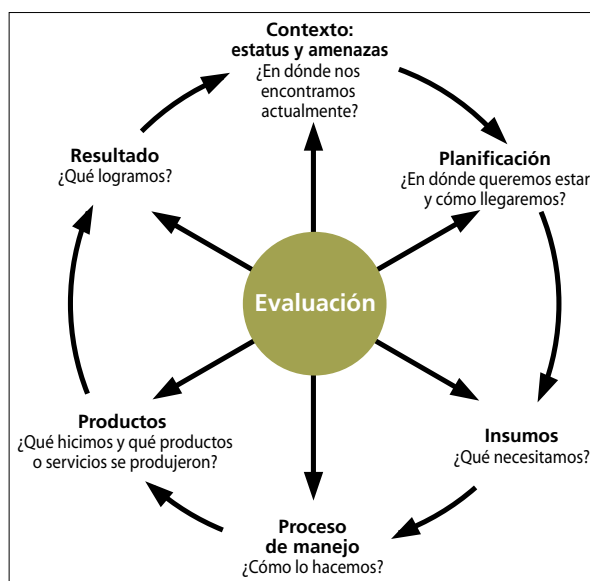 Contexto:
estatus y amenazas
¿En dónde nos
encontramos
actualmente?
Planificación
¿En dónde queremos estar
y cómo llegaremos?
Insumos
¿Qué necesitamos?
Proceso
de manejo
¿Cómo lo hacemos?
Productos
¿Qué hicimos y qué productos
o servicios se produjeron?
Resultado
¿Qué logramos?
Evaluación